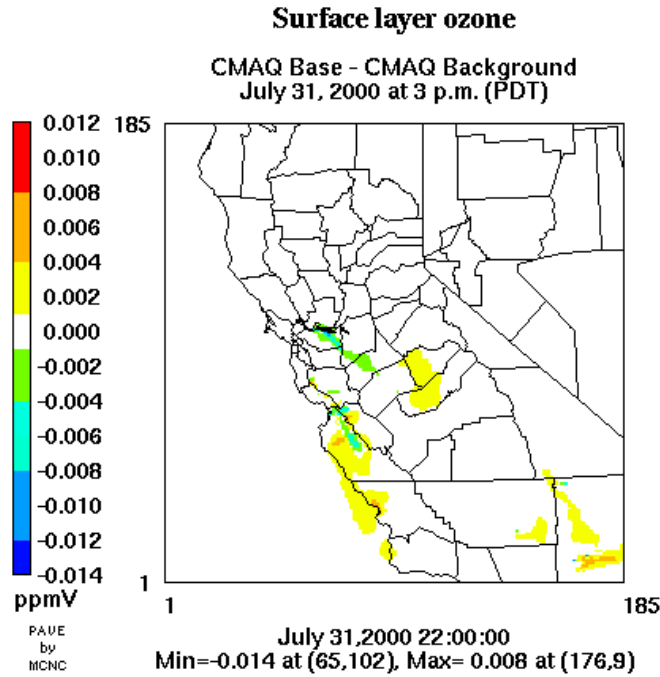 Surface layer ozone
CMAQ Base - CMAQ Background
July 31, 2000 at 3 p.m. (PDT)
0.012
0.010
0.008
0.006
0.004
0.002
0.000
-0.002
-0.004
-0.006
-0.008
-0.010
-0.012
-0.014
ppmV
PAVE
by
MCNC
185
1
1
185
July 31,2000 22:00:00
Min=-0.014 at (65,102), Max= 0.008 at (176,9)